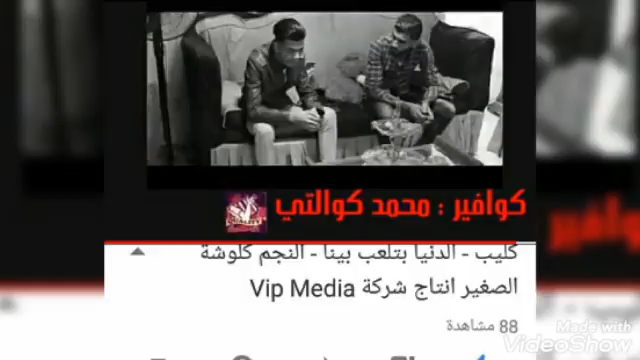 كوافير : محمد كوالتي
كليب - الدنيا بتلعب بينا - النجم كلوشة
الصغير انتاج شركة Vip Media
88 مشاهدة
Made with
VideoShow